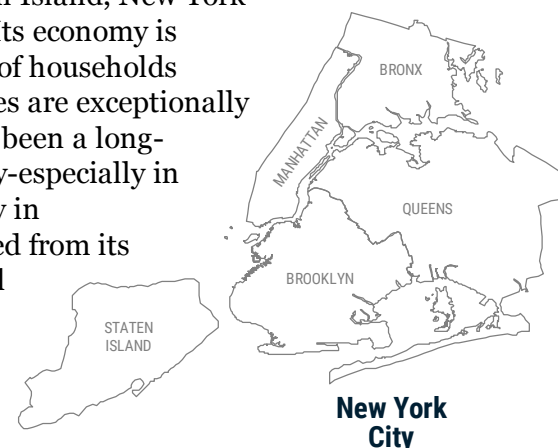 n Island, New York
Its economy is
of households
es are exceptionally
been a long-
y-especially in
y in
ed from its
d
BRONX
MANHATTAN
QUEENS
BROOKLYN
STATEN
ISLAND
New York
City